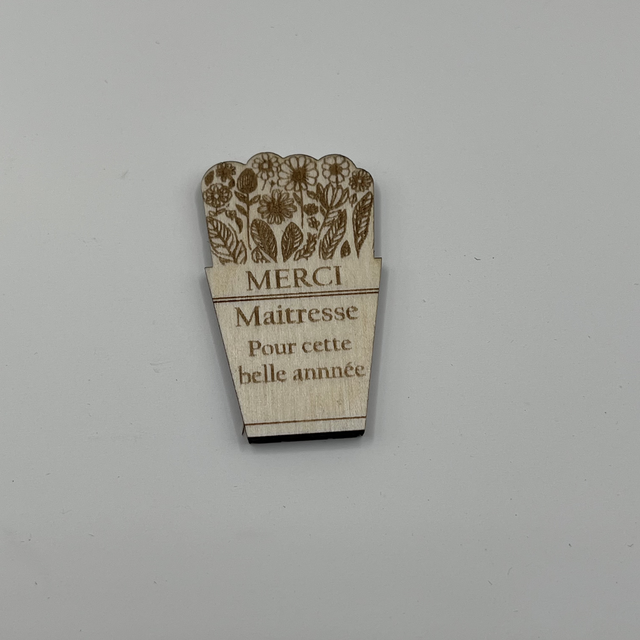 MERCI
Maitresse
Pour cette
belle annnée